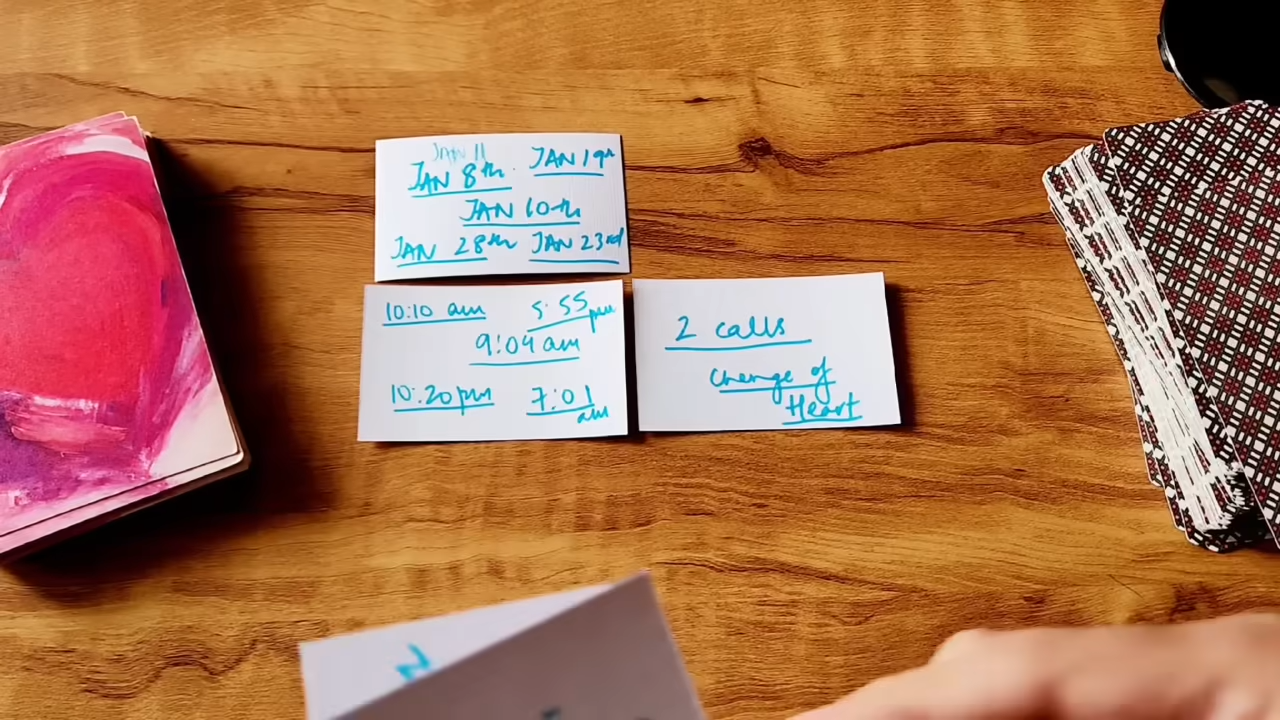 JAN 11
JAN 8th. JAN 19th
JAN 10th
JAN 28th JAN 23rd
10:10 am 5:55 pm
9:04 am
10:20 pm 7:01 am
2 calls
Change of
Heart